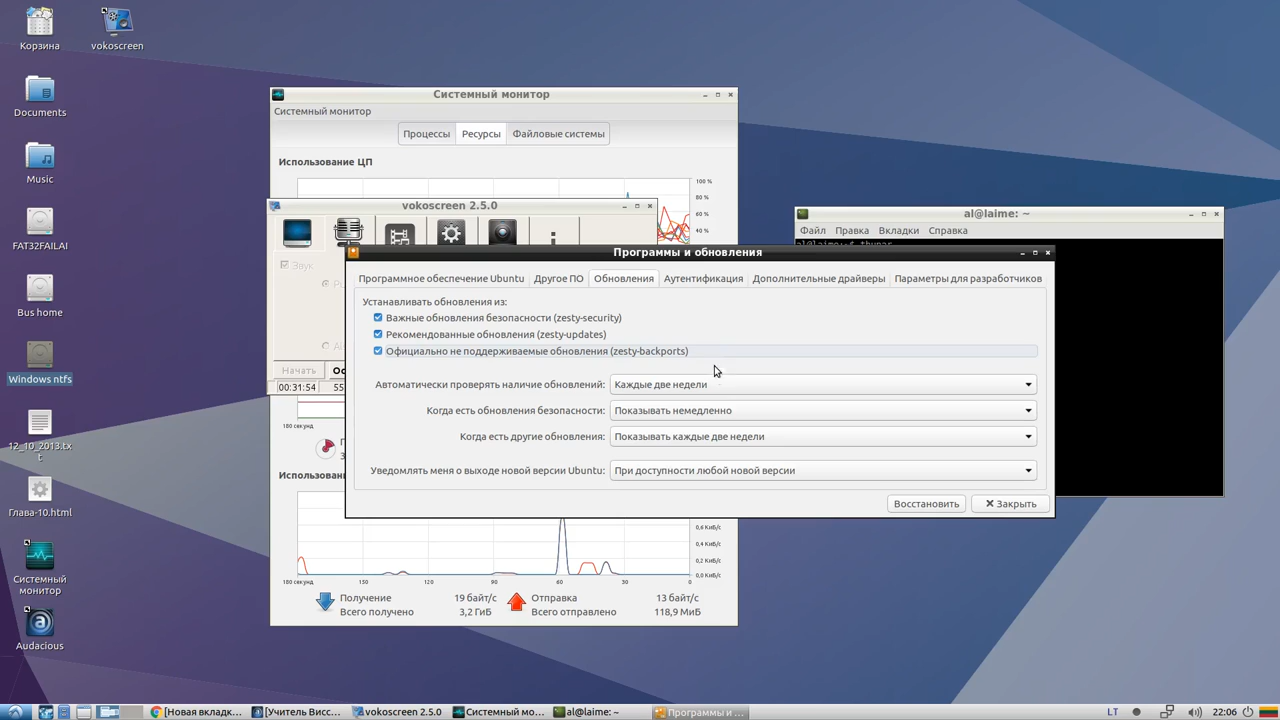 Корзина
vokoscreen
Documents
Music
FAT32FAILAI
Bus home
Windows ntfs
12_10_2013.tx
t
Глава-10.html
Системный
монитор
Audacious
Системный монитор
Системный монитор
Процессы
Ресурсы
Файловые системы
Использование ЦП
100 %
80 %
60 %
vokoscreen 2.5.0
Звук
Начать
00:31:54
al@laime: ~
Файл Правка Вкладки Справка
Программы и обновления
Программное обеспечение Ubuntu
Другое ПО
Обновления
Аутентификация
Дополнительные драйверы
Параметры для разработчиков
Устанавливать обновления из:
Важные обновления безопасности (zesty-security)
Рекомендованные обновления (zesty-updates)
Официально не поддерживаемые обновления (zesty-backports)
Автоматически проверять наличие обновлений: Каждые две недели
Когда есть обновления безопасности: Показывать немедленно
Когда есть другие обновления: Показывать каждые две недели
Уведомлять меня о выходе новой версии Ubuntu: При доступности любой новой версии
Восстановить
Закрыть
180 секунд
0,6 КиБ/с
0,4 КиБ/с
0,2 КиБ/с
0,0 КиБ/с
180 секунд 150 120 90 60 30 0
Получение 19 байт/с
Всего получено 3,2 ГиБ
Отправка 13 байт/с
Всего отправлено 118,9 МиБ
[Новая вкладк...
[Учитель Висс...
vokoscreen 2.5.0
Системный мо...
al@laime: ~
Программы и ...
LT
22:06